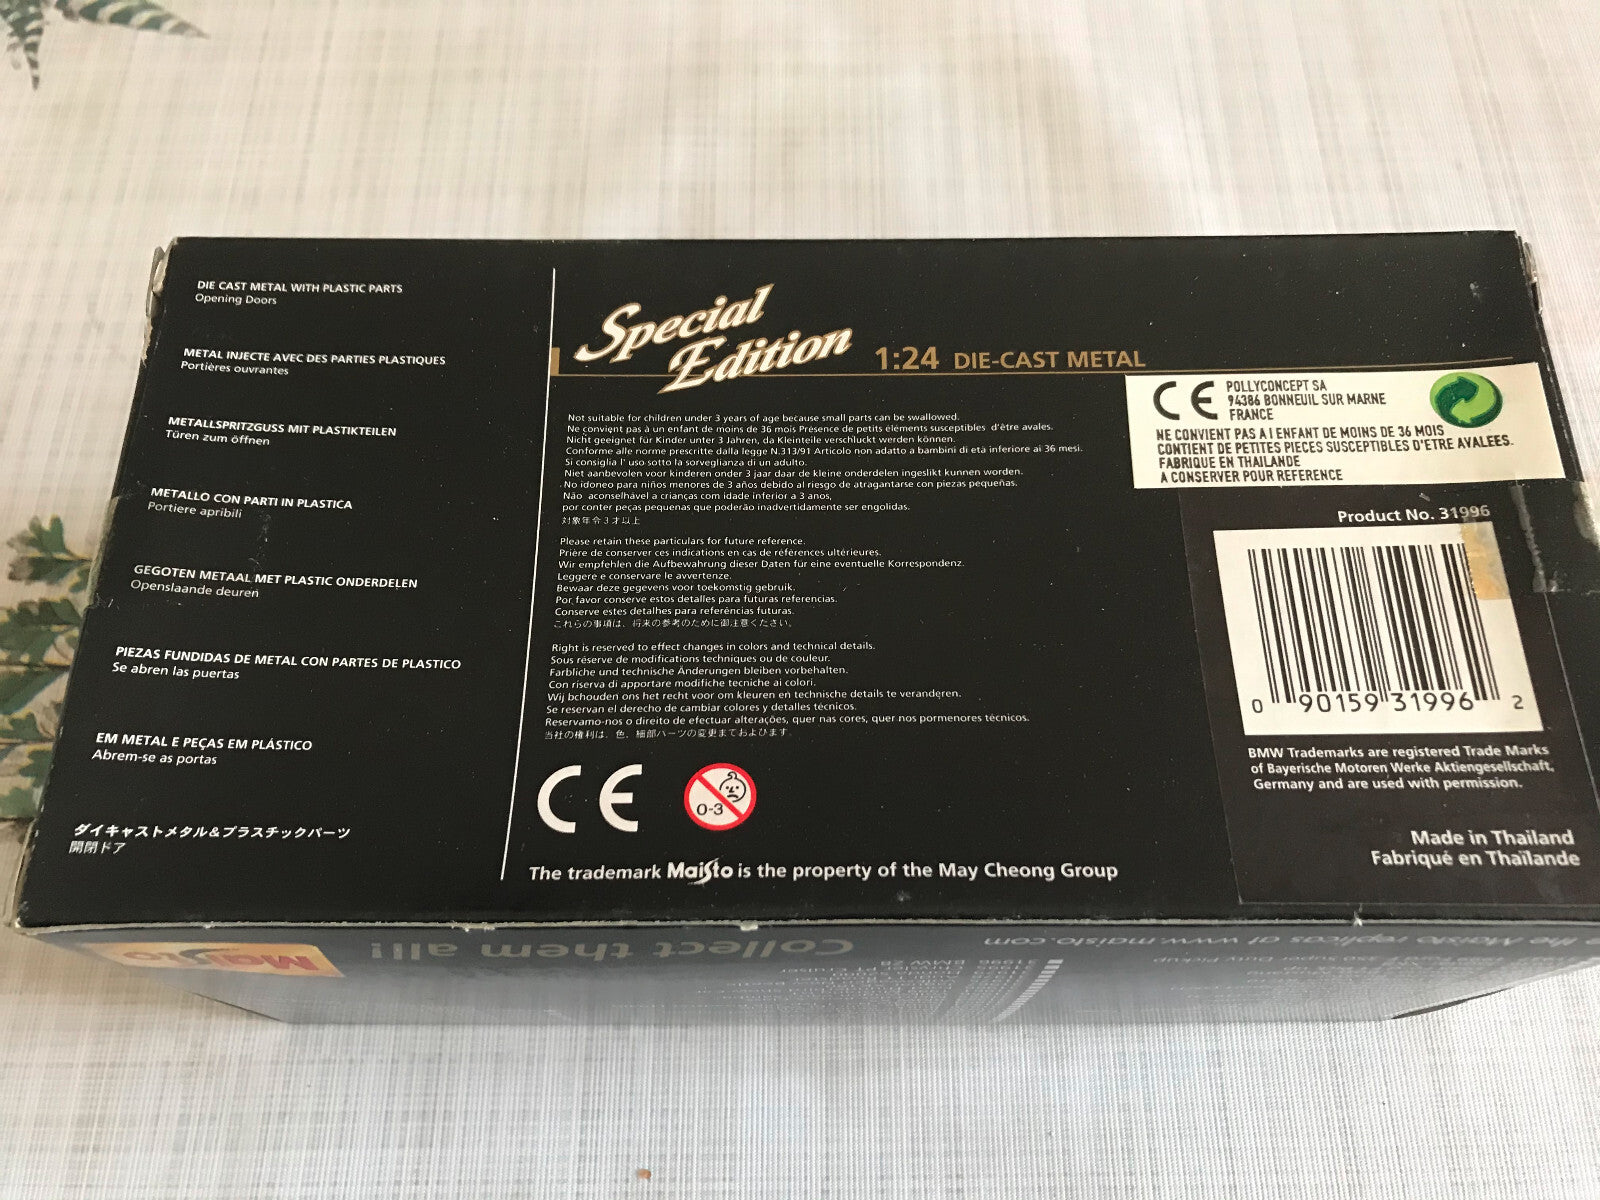 DIE CAST METAL WITH PLASTIC PARTS
Opening Doors
METAL INJECTE AVEC DES PARTIES PLASTIQUES
Portières ouvrantes
METALLSPRITZGUSS MIT PLASTIKTEILEN
Türen zum öffnen
METALLO CON PARTI IN PLASTICA
Portiere apribili
GEGOTEN METAAL MET PLASTIC ONDERDELEN
Openslaande deuren
PIEZAS FUNDIDAS DE METAL CON PARTES DE PLASTICO
Se abren las puertas
EM METAL E PEÇAS EM PLÁSTICO
Abrem-se as portas
ダイキャストメタル&プラスチックパーツ
開閉ドア
Special
Edition
1:24 DIE-CAST METAL
Not suitable for children under 3 years of age because small parts can be swallowed.
Ne convient pas à un enfant de moins de 36 mois Présence de petits éléments susceptibles d'être avales.
Nicht geeignet für Kinder unter 3 Jahren, da Kleinteile verschluckt werden können.
Conforme alle norme prescritte dalla legge N.313/91 Articolo non adatto a bambini di età inferiore ai 36 mesi.
Si consiglia l' uso sotto la sorveglianza di un adulto.
Niet aanbevolen voor kinderen onder 3 jaar daar de kleine onderdelen ingeslikt kunnen worden.
No idoneo para niños menores de 3 años debido al riesgo de atragantarse con piezas pequeñas.
Não aconselhável a crianças com idade inferior a 3 anos,
por conter peças pequenas que poderão inadvertidamente ser engolidas.
対象年令3才以上
Please retain these particulars for future reference.
Prière de conserver ces indications en cas de références ultérieures.
Wir empfehlen die Aufbewahrung dieser Daten für eine eventuelle Korrespondenz.
Leggere e conservare le avvertenze.
Bewaar deze gegevens voor toekomstig gebruik.
Por favor conserve estos detalles para futuras referencias.
Conserve estes detalhes para referências futuras.
これらの事項は、将来の参考のために御注意ください。
Right is reserved to effect changes in colors and technical details.
Sous réserve de modifications techniques ou de couleur.
Farbliche und technische Änderungen bleiben vorbehalten.
Con riserva di apportare modifiche tecniche ai colori.
Wij behouden ons het recht voor om kleuren en technische details te veranderen.
Se reservan el derecho de cambiar colores y detalles técnicos.
Reservamo-nos o direito de efectuar alterações, quer nas cores, quer nos pormenores técnicos.
当社の権利は、色、細部パーツの変更までおよびます。
CE
0-3
The trademark Maisto is the property of the May Cheong Group
CE
POLLYCONCEPT SA
94386 BONNEUIL SUR MARNE
FRANCE
NE CONVIENT PAS A I ENFANT DE MOINS DE 36 MOIS
CONTIENT DE PETITES PIECES SUSCEPTIBLES D'ETRE AVALEES.
FABRIQUE EN THAILANDE
A CONSERVER POUR REFERENCE
Product No. 31996
0 90159 31996 2
BMW Trademarks are registered Trade Marks
of Bayerische Motoren Werke Aktiengesellschaft,
Germany and are used with permission.
Made in Thailand
Fabriqué en Thaïlande
Maisto
Collect them all!
the Maisto replicas at www.maisto.com
31996 BMW Z8
PT Cruiser